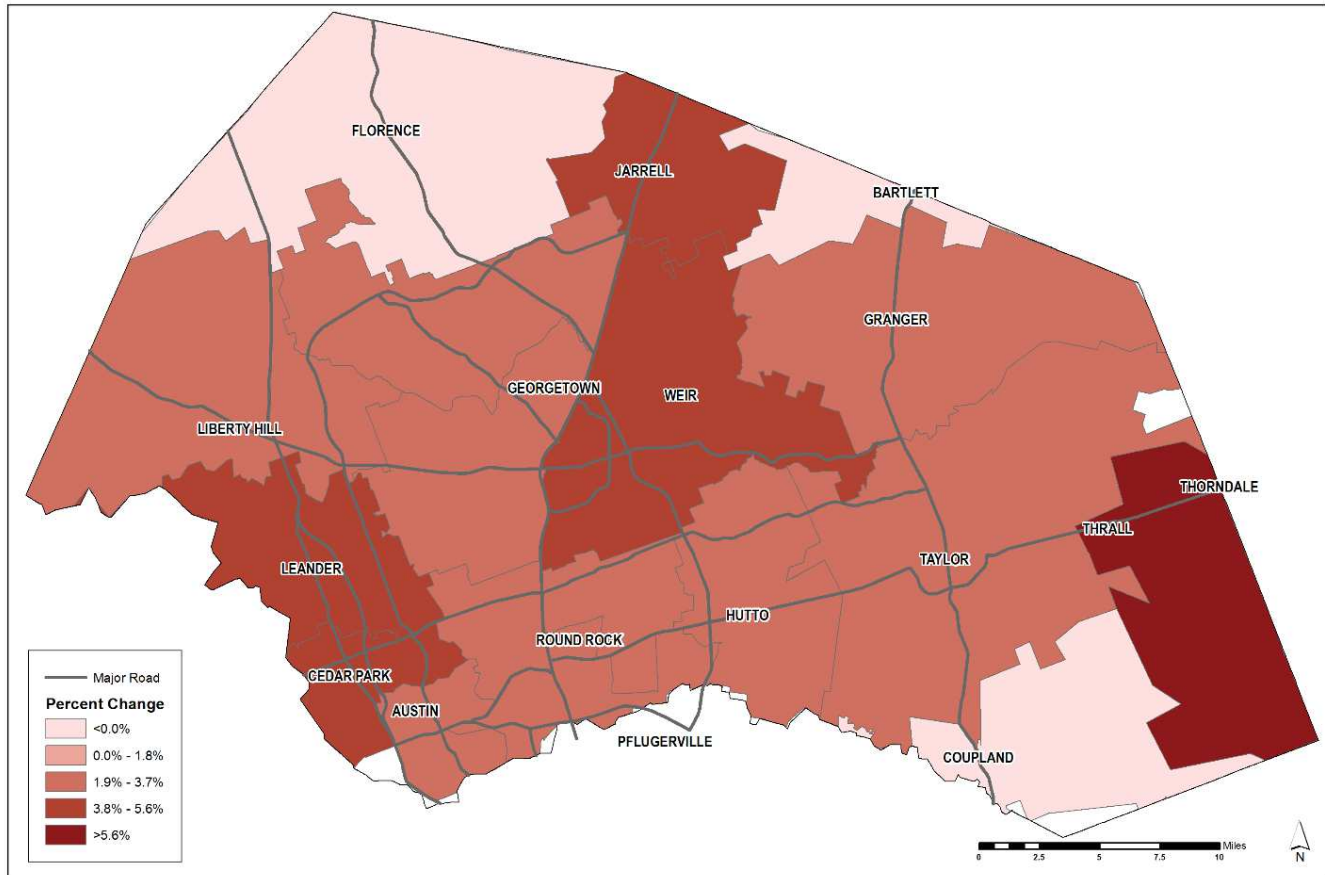 FLORENCE
JARRELL
BARTLETT
GRANGER
GEORGETOWN
WEIR
LIBERTY HILL
THORNDALE
THRALL
TAYLOR
LEANDER
HUTTO
ROUND ROCK
CEDAR PARK
AUSTIN
PFLUGERVILLE
COUPLAND
Major Road
Percent Change
<0.0%
0.0% - 1.8%
1.9% - 3.7%
3.8% - 5.6%
>5.6%
Miles
0 2.5 5 7.5 10
N